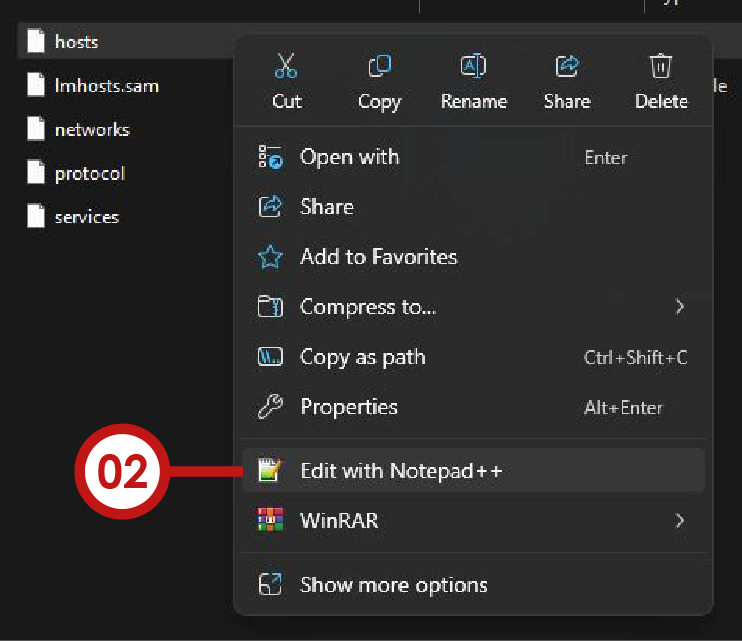 hosts
lmhosts.sam
networks
protocol
services
Cut
Copy
Rename
Share
Delete
Open with Enter
Share
Add to Favorites
Compress to...
Copy as path Ctrl+Shift+C
Properties Alt+Enter
02
Edit with Notepad++
WinRAR
Show more options